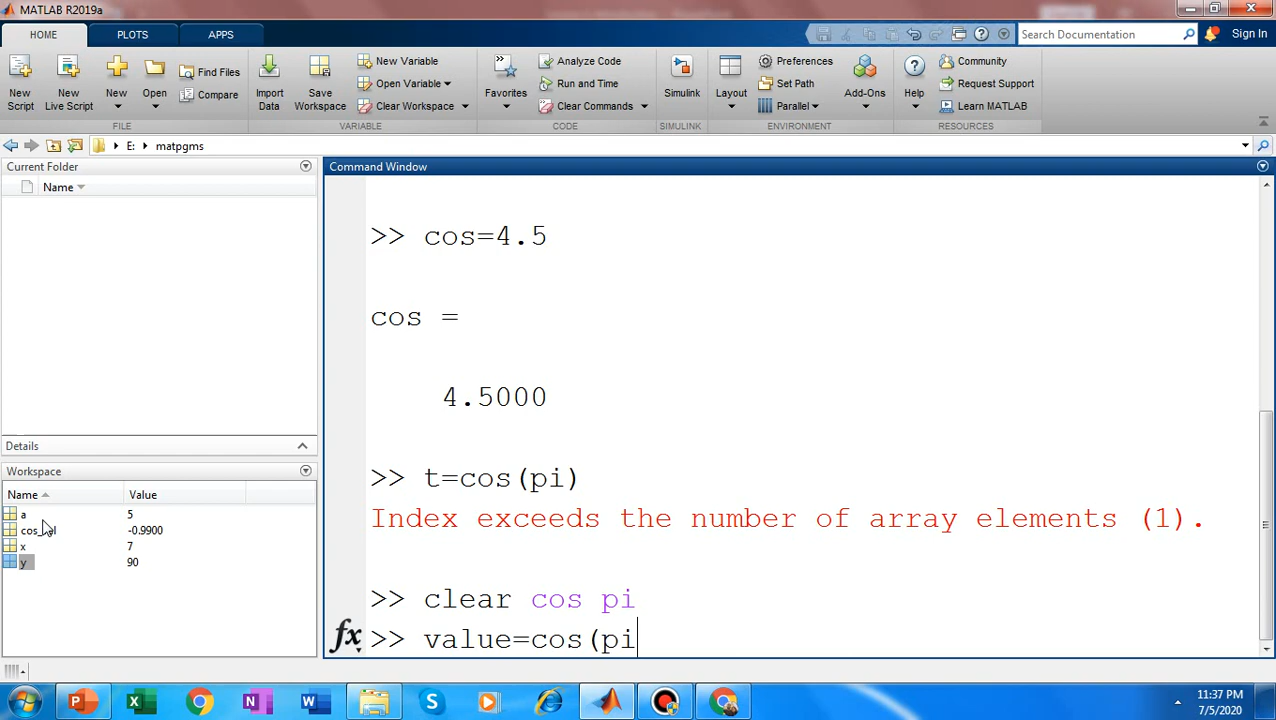 MATLAB R2019a
HOME PLOTS APPS
Search Documentation Sign In
New Script
New Live Script
New
Open
Find Files
Compare
Import Data
Save Workspace
New Variable
Open Variable
Clear Workspace
Favorites
Analyze Code
Run and Time
Clear Commands
Simulink
Layout
Preferences
Set Path
Parallel
Add-Ons
Help
Community
Request Support
Learn MATLAB
FILE VARIABLE CODE SIMULINK ENVIRONMENT RESOURCES
E: matpgms
Current Folder
Name
Details
Workspace
Name Value
a 5
-0.9900
x 7
y 90
Command Window
>> cos=4.5
cos =
4.5000
>> t=cos(pi)
Index exceeds the number of array elements (1).
>> clear cos pi
fx >> value=cos(pi
11:37 PM
7/5/2020